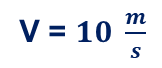 V = 10 m/s